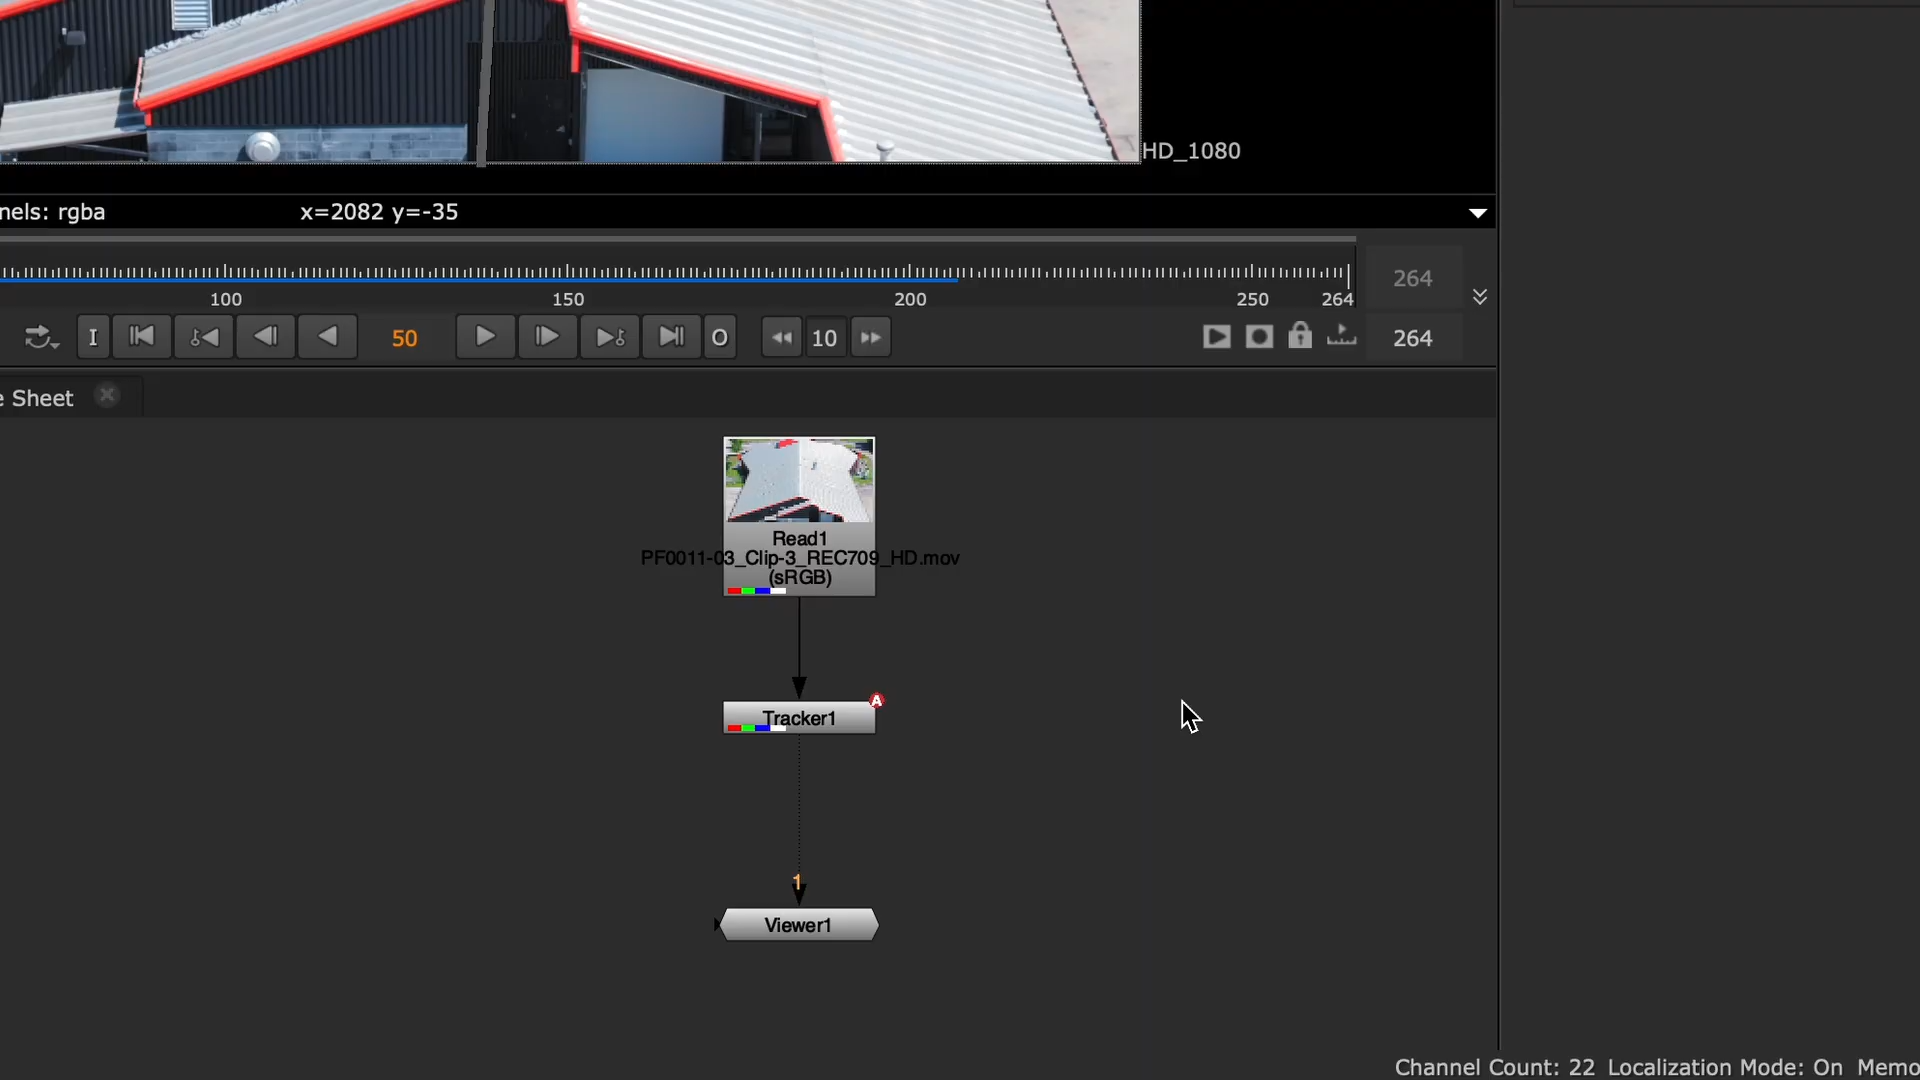 HD_1080
nels: rgba x=2082 y=-35
264
100 150 200 250 264
I 50 O 10 264
e Sheet
Read1
PF0011-03_Clip-3_REC709_HD.mov
(sRGB)
A
Tracker1
1
Viewer1
Channel Count: 22 Localization Mode: On Memo